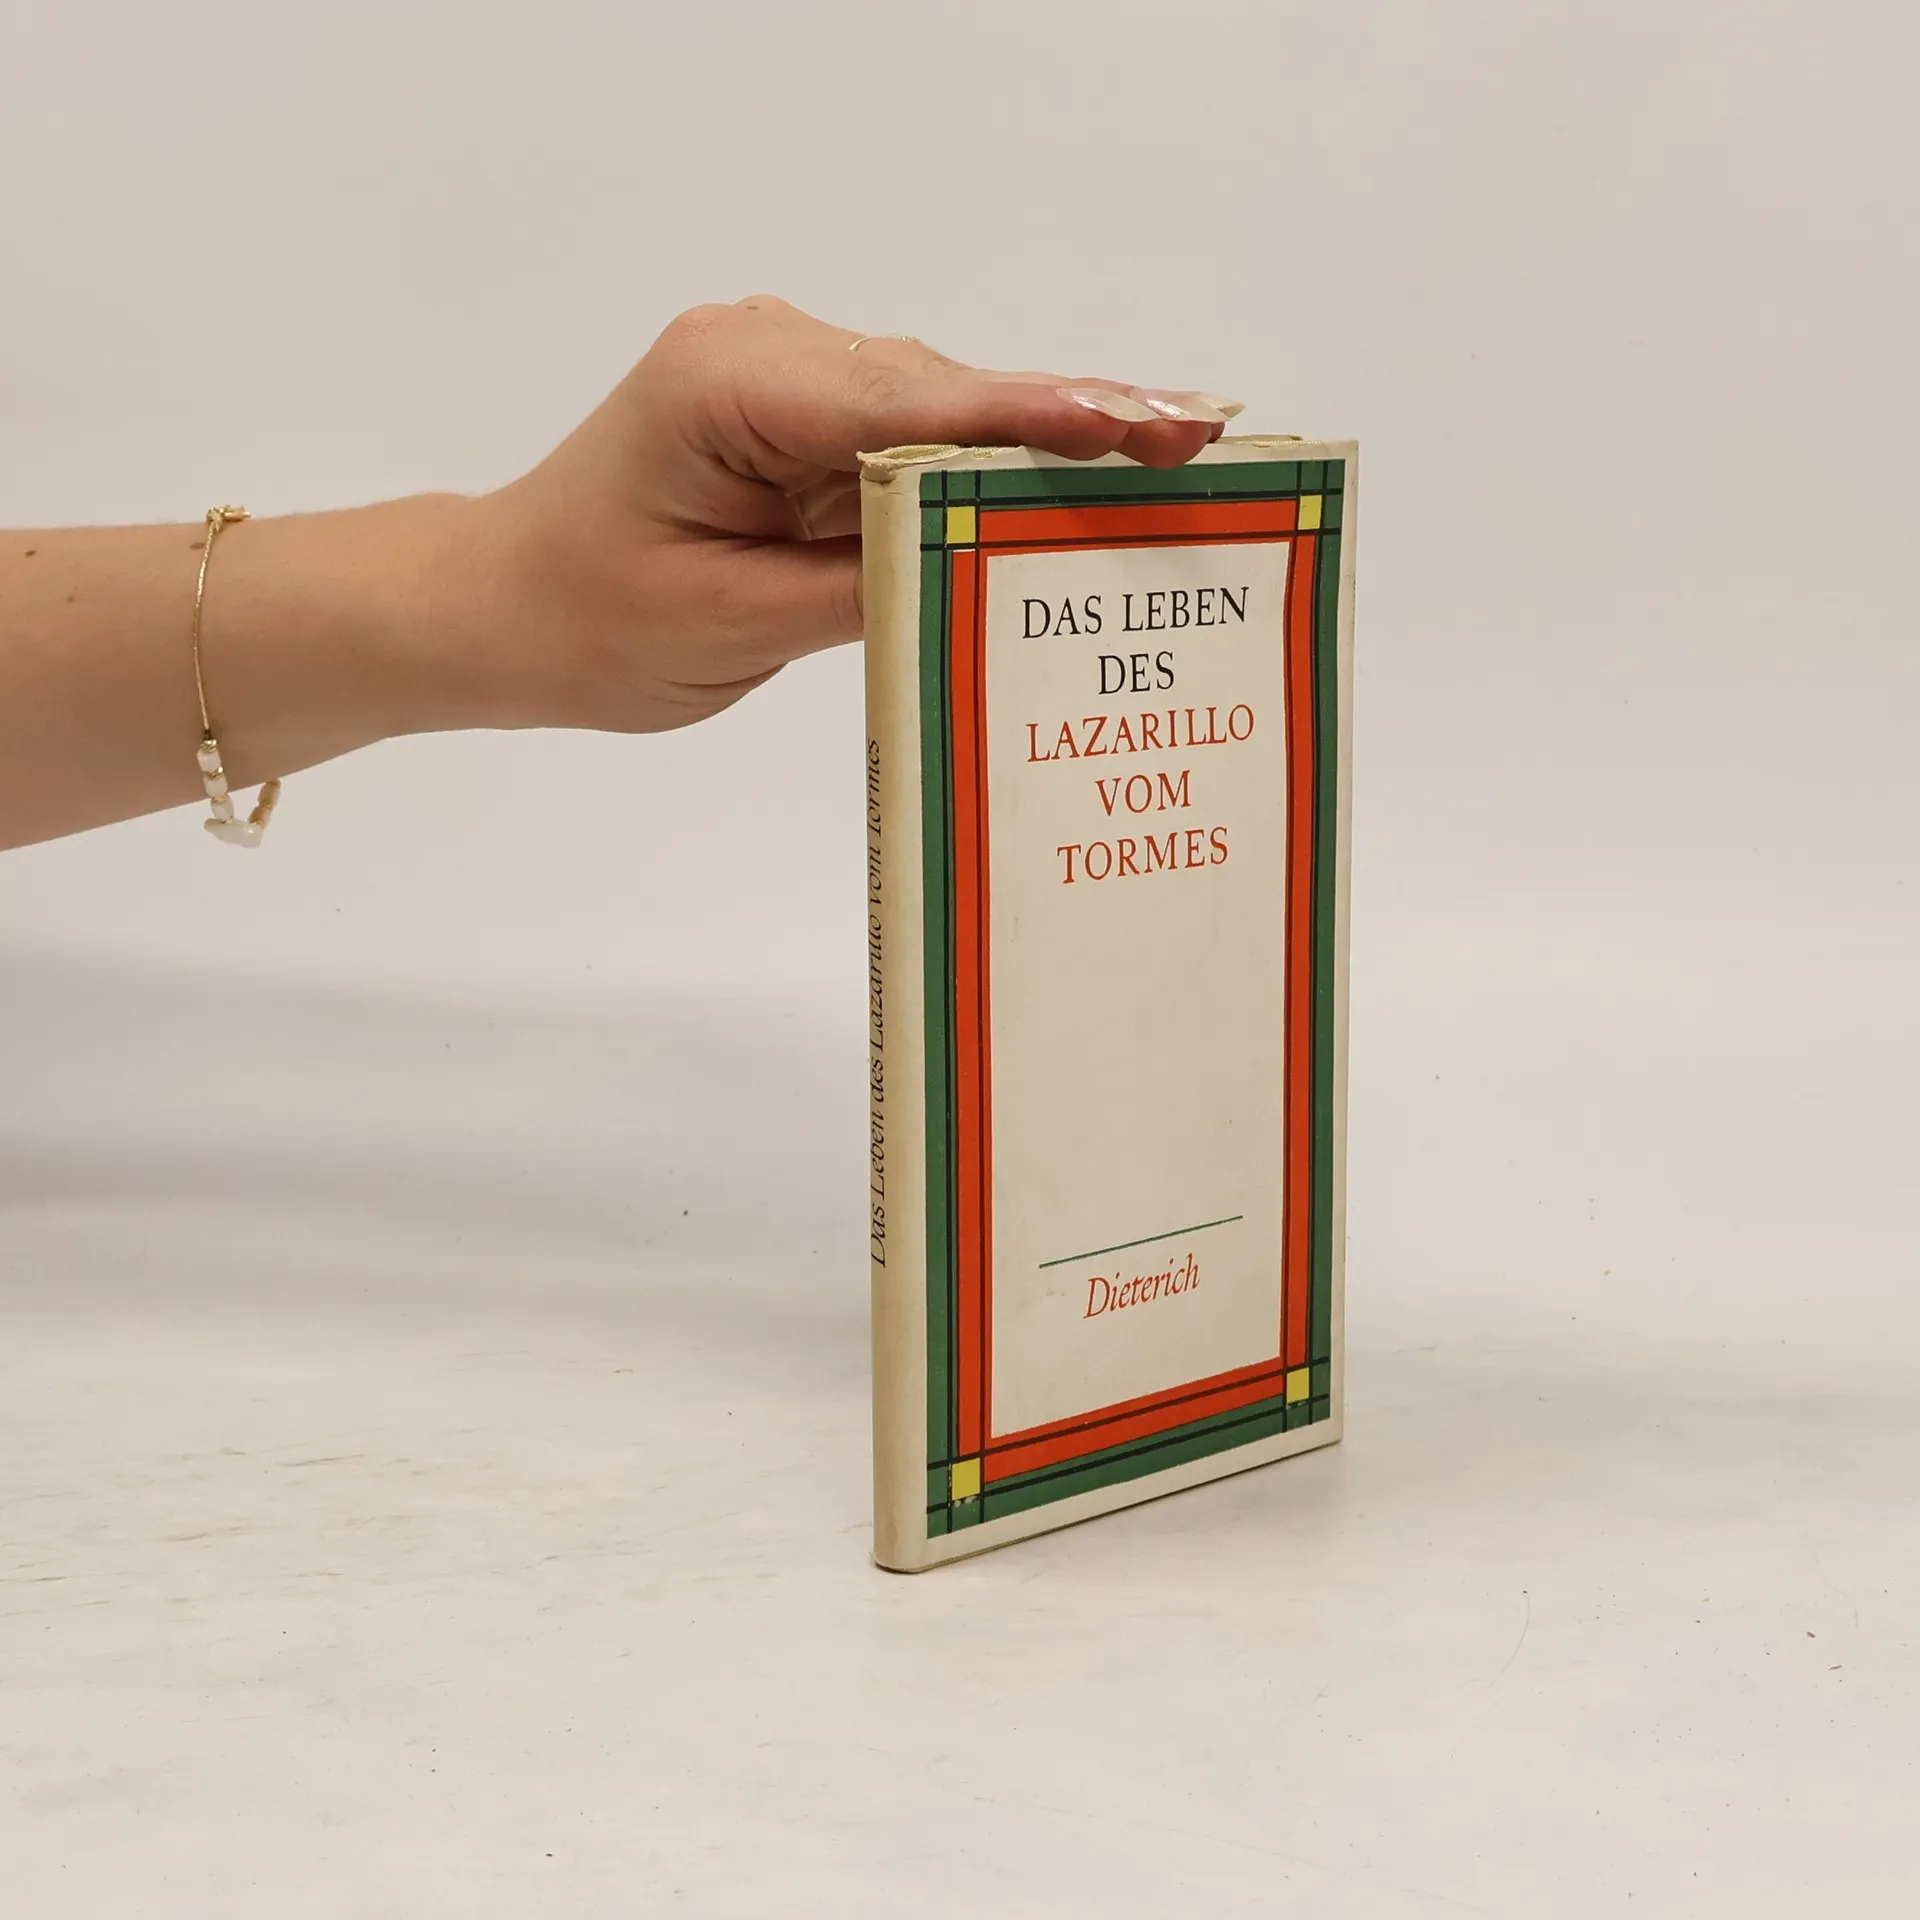 DAS LEBEN
DES
LAZARILLO
VOM
TORMES
Dieterich
Das Leben des Lazarillo vom Tormes